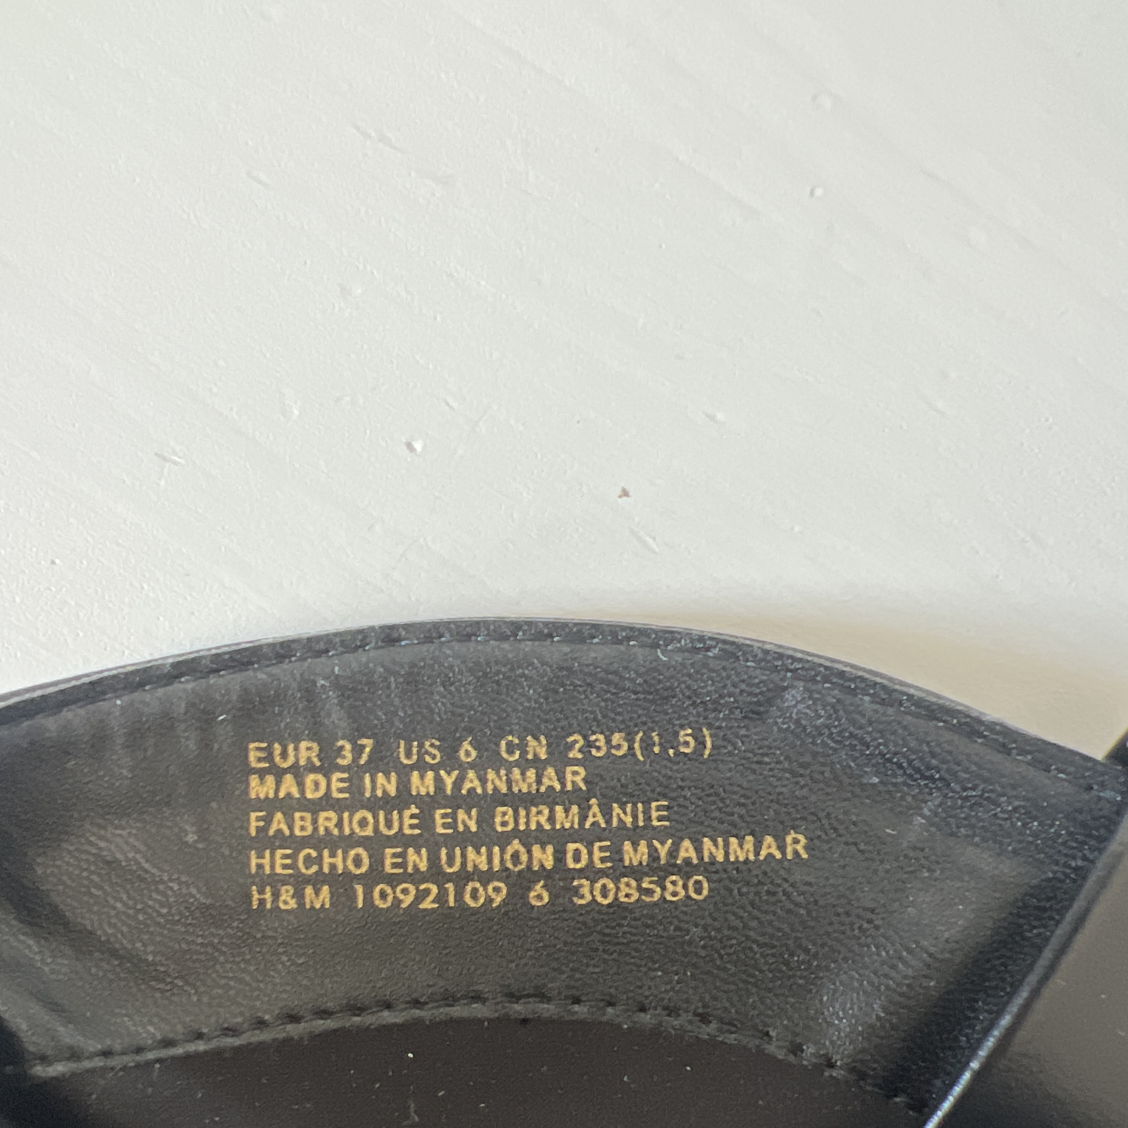 EUR 37 US 6 CN 235(1,5)
MADE IN MYANMAR
FABRIQUÉ EN BIRMÂNIE
HECHO EN UNIÓN DE MYANMAR
H&M 1092109 6 308580